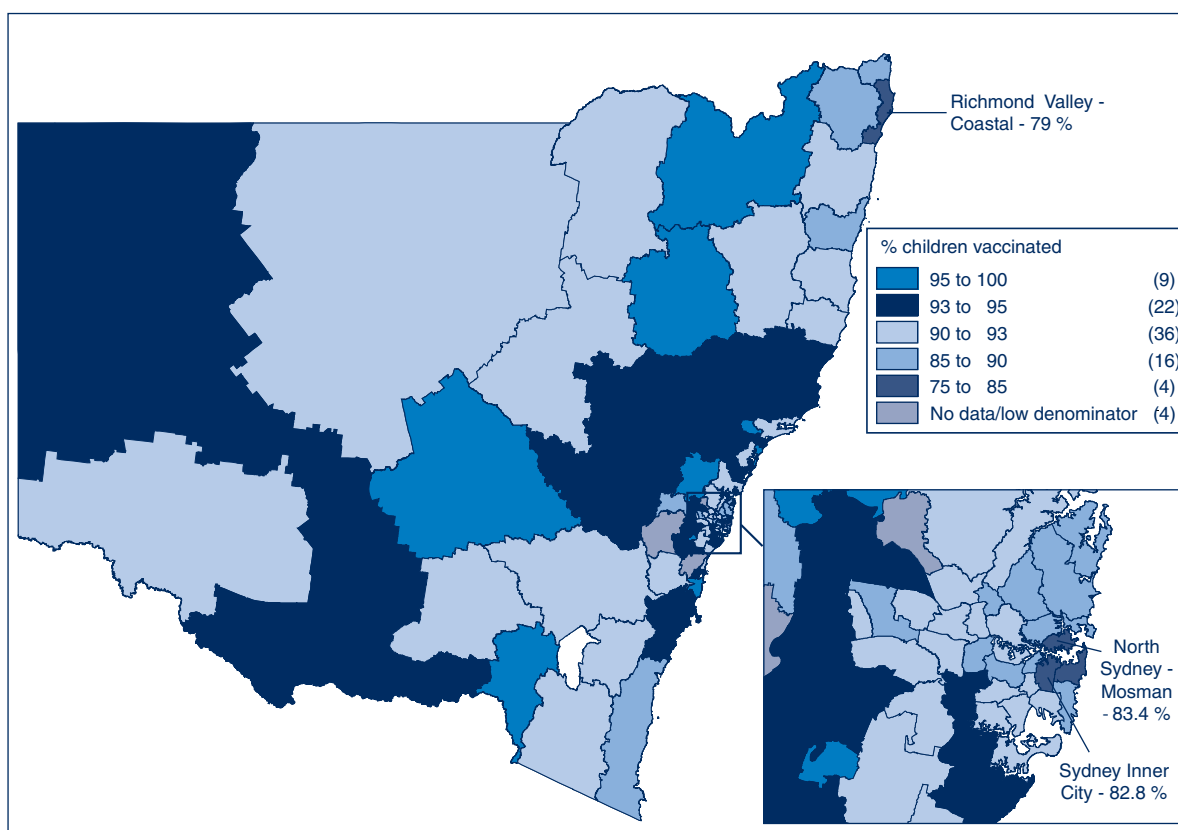 Richmond Valley -
Coastal - 79 %
% children vaccinated
95 to 100 (9)
93 to 95 (22)
90 to 93 (36)
85 to 90 (16)
75 to 85 (4)
No data/low denominator (4)
North
Sydney -
Mosman
- 83.4 %
Sydney Inner
City - 82.8 %